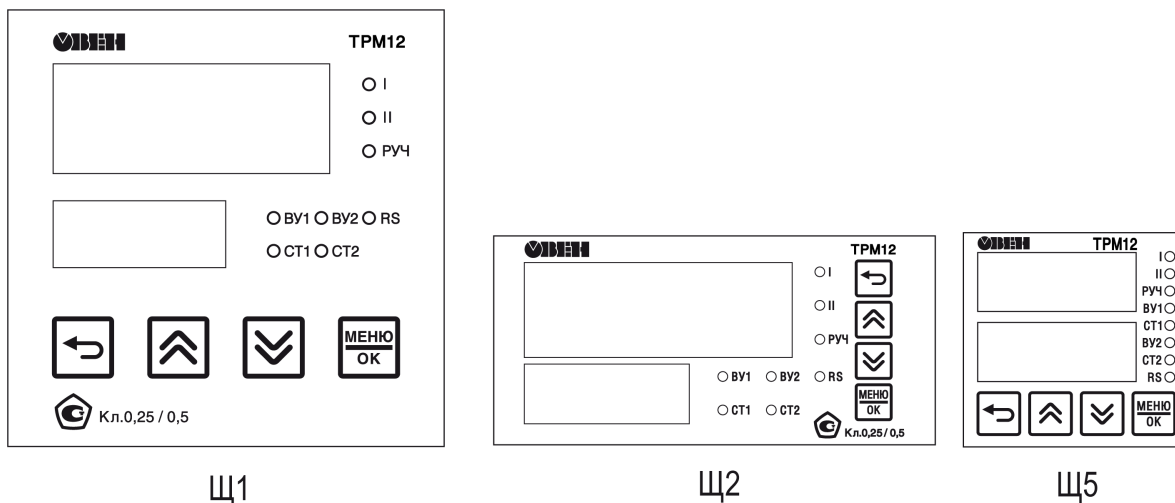 ОВЕН ТРМ12
I
II
РУЧ
ВУ1 ВУ2 RS
СТ1 СТ2
МЕНЮ
ОК
Кл.0,25 / 0,5
Щ1
ОВЕН ТРМ12
I
II
РУЧ
ВУ1 ВУ2 RS
СТ1 СТ2
МЕНЮ
ОК
Кл.0,25 / 0,5
Щ2
ОВЕН ТРМ12
I
II
РУЧ
ВУ1
СТ1
ВУ2
СТ2
RS
МЕНЮ
ОК
Щ5